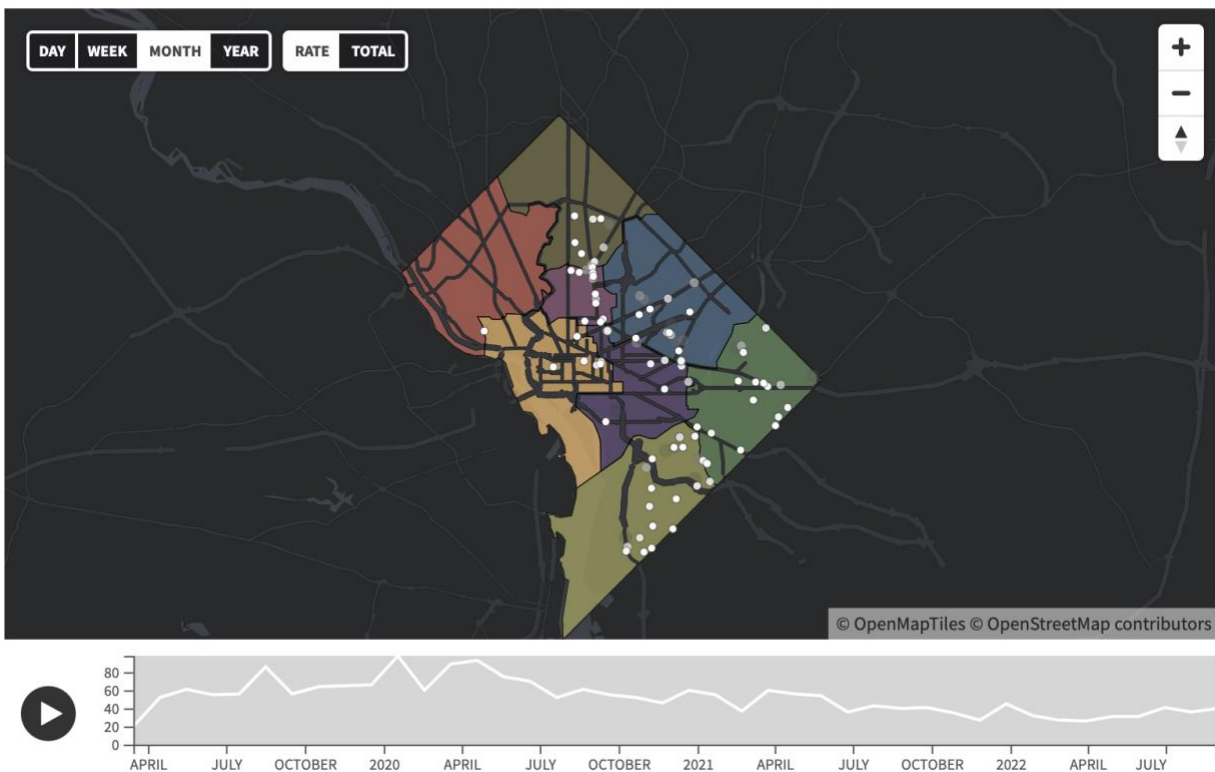 DAY WEEK MONTH YEAR RATE TOTAL
© OpenMapTiles © OpenStreetMap contributors
80
60
40
20
0
APRIL JULY OCTOBER 2020 APRIL JULY OCTOBER 2021 APRIL JULY OCTOBER 2022 APRIL JULY